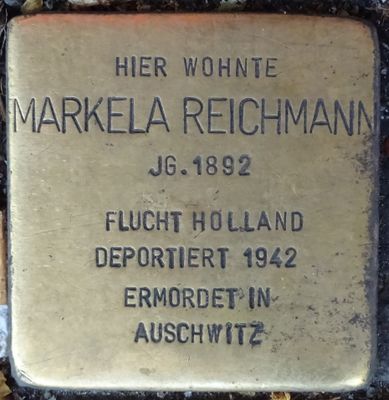 HIER WOHNTE
MARKELA REICHMANN
JG. 1892
FLUCHT HOLLAND
DEPORTIERT 1942
ERMORDET IN
AUSCHWITZ